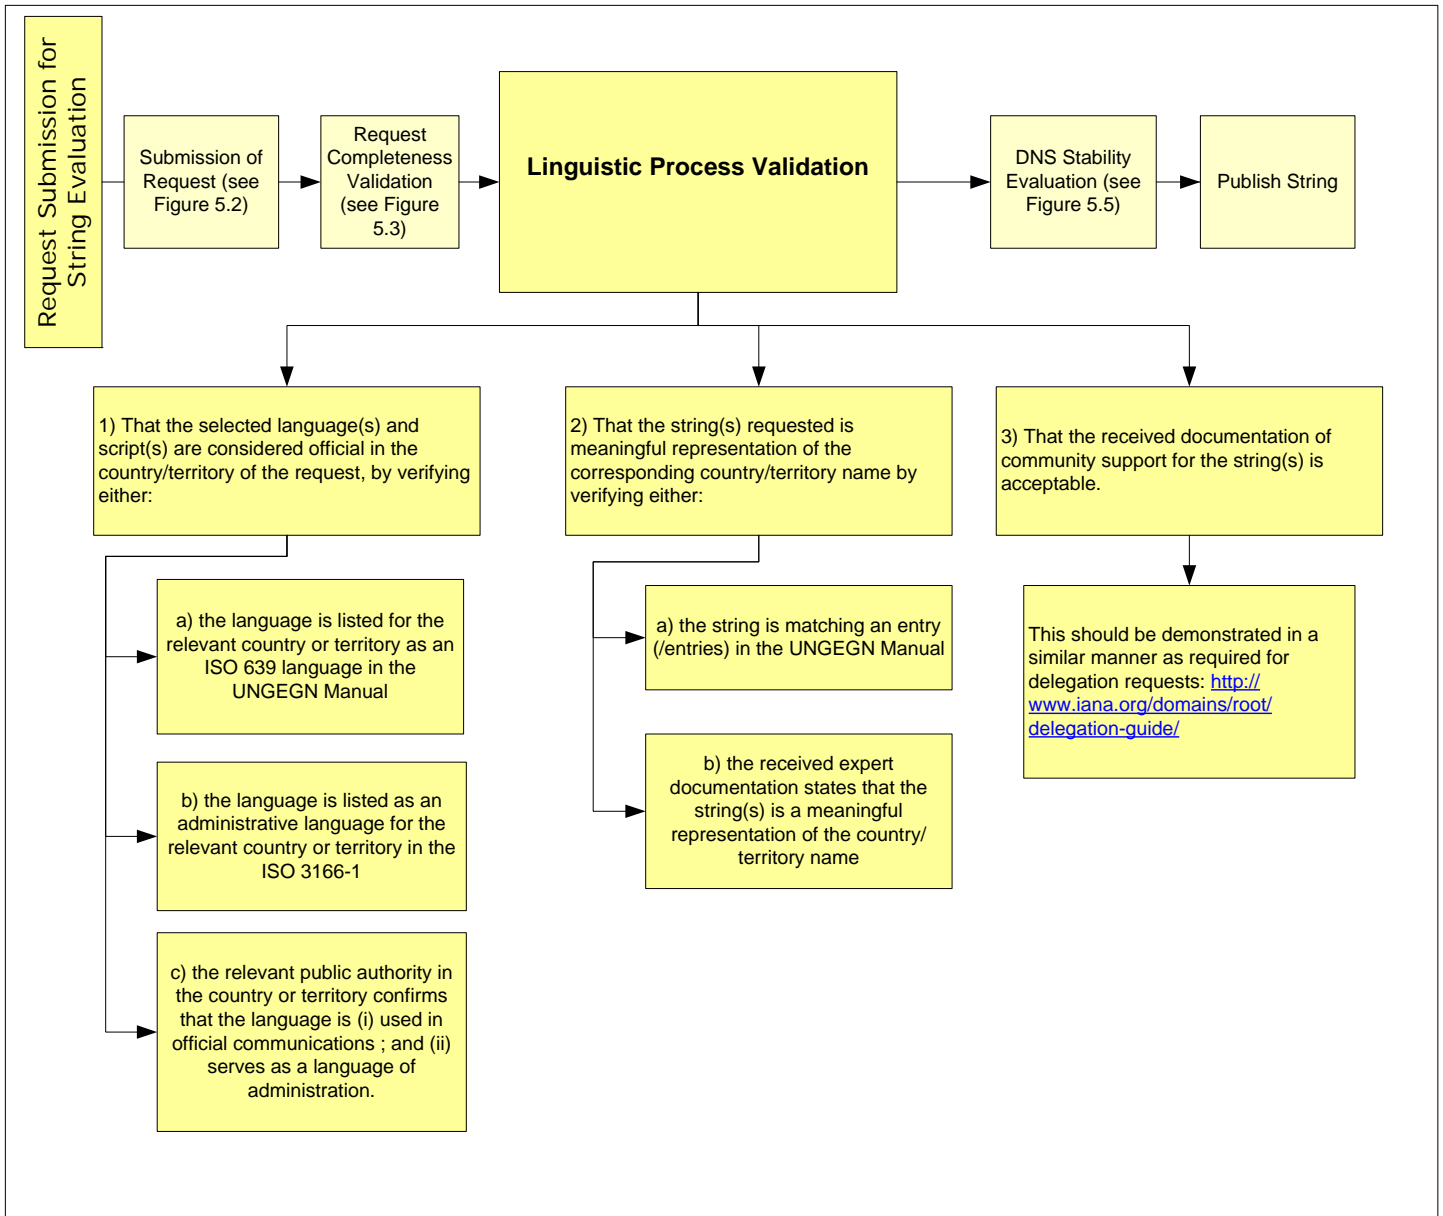 Request Submission for
String Evaluation
Submission of
Request (see
Figure 5.2)
Request
Completeness
Validation
(see Figure
5.3)
Linguistic Process Validation
DNS Stability
Evaluation (see
Figure 5.5)
Publish String
1) That the selected language(s) and
script(s) are considered official in the
country/territory of the request, by verifying
either:
a) the language is listed for the
relevant country or territory as an
ISO 639 language in the
UNGEGN Manual
b) the language is listed as an
administrative language for the
relevant country or territory in the
ISO 3166-1
c) the relevant public authority in
the country or territory confirms
that the language is (i) used in
official communications ; and (ii)
serves as a language of
administration.
2) That the string(s) requested is
meaningful representation of the
corresponding country/territory name by
verifying either:
a) the string is matching an entry
(/entries) in the UNGEGN Manual
b) the received expert
documentation states that the
string(s) is a meaningful
representation of the country/
territory name
3) That the received documentation of
community support for the string(s) is
acceptable.
This should be demonstrated in a
similar manner as required for
delegation requests: http://
www.iana.org/domains/root/
delegation-guide/